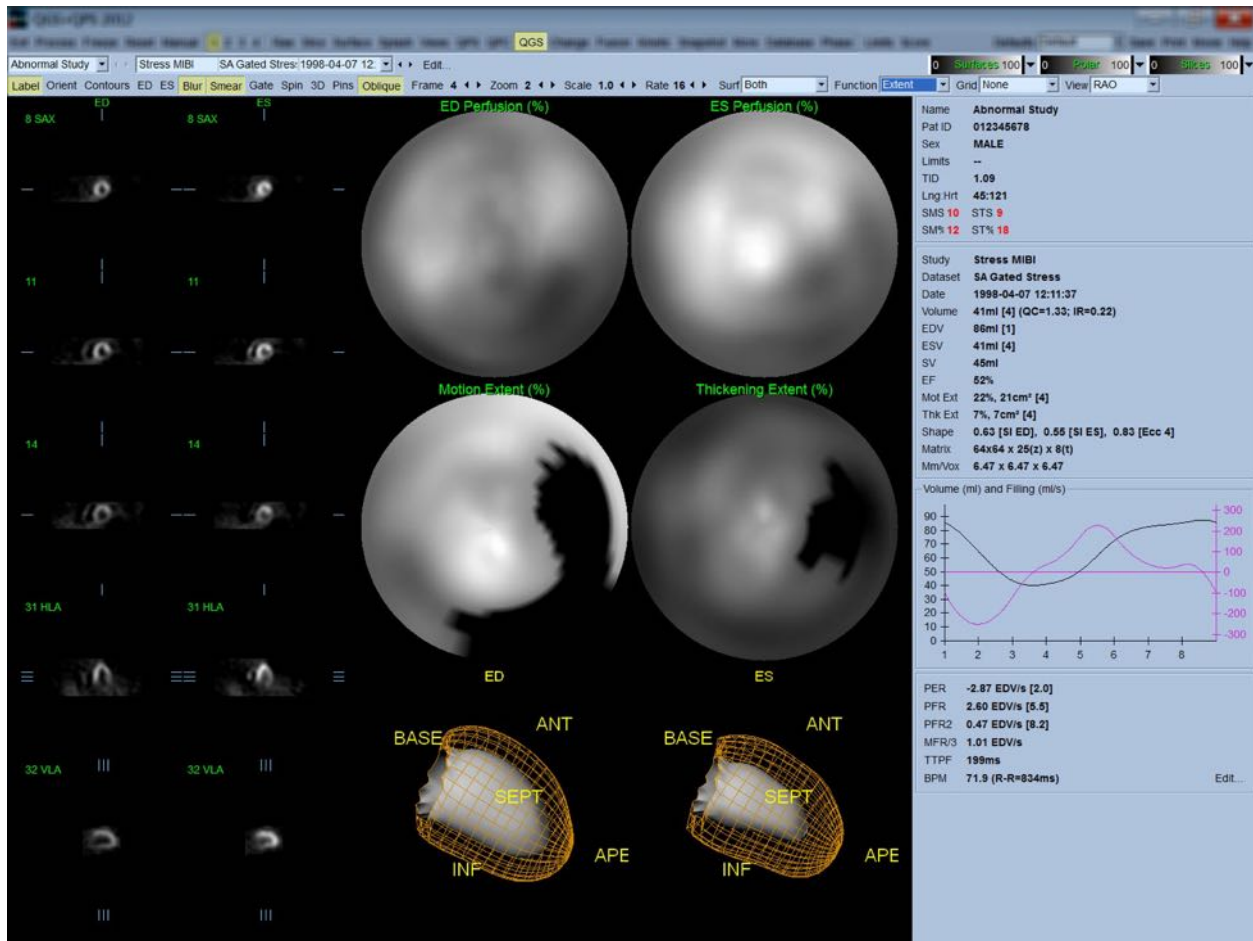 QGS+QPS 2012
QGS
Abnormal Study Stress MIBI SA Gated Stres: 1998-04-07 12: Edit...
0 Surfaces 100 0 Polar 100 0 Slices 100
Label Orient Contours ED ES Blur Smear Gate Spin 3D Pins Oblique Frame 4 Zoom 2 Scale 1.0 Rate 16 Surf Both Function Extent Grid None View RAO
ED ES
8 SAX 8 SAX
11 11
14 14
31 HLA 31 HLA
32 VLA 32 VLA
ED Perfusion (%) ES Perfusion (%)
Motion Extent (%) Thickening Extent (%)
ED ES
BASE ANT SEPT INF APE
BASE ANT SEPT INF APE
Name Abnormal Study
Pat ID 012345678
Sex MALE
Limits --
TID 1.09
Lng:Hrt 45:121
SMS 10 STS 9
SM% 12 ST% 18
Study Stress MIBI
Dataset SA Gated Stress
Date 1998-04-07 12:11:37
Volume 41ml [4] (QC=1.33; IR=0.22)
EDV 86ml [1]
ESV 41ml [4]
SV 45ml
EF 52%
Mot Ext 22%, 21cm² [4]
Thk Ext 7%, 7cm² [4]
Shape 0.63 [SI ED], 0.55 [SI ES], 0.83 [Ecc 4]
Matrix 64x64 x 25(z) x 8(t)
Mm/Vox 6.47 x 6.47 x 6.47
Volume (ml) and Filling (ml/s)
90 300
80 200
70
60 100
50 0
40
30 -100
20 -200
10
0 -300
1 2 3 4 5 6 7 8
PER -2.87 EDV/s [2.0]
PFR 2.60 EDV/s [5.5]
PFR2 0.47 EDV/s [8.2]
MFR/3 1.01 EDV/s
TTPF 199ms
BPM 71.9 (R-R=834ms) Edit...